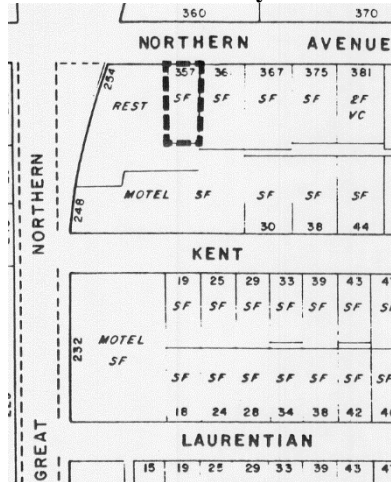 360 370
NORTHERN AVENUE
254 357 36 367 375 381
REST SF SF SF SF 2F
VC
248 MOTEL SF SF SF SF
30 38 44
NORTHERN
KENT
19 25 29 33 39 43
SF SF SF SF SF SF SF
232 MOTEL
SF
SF SF SF SF SF SF SF
18 24 28 34 38 42
GREAT
LAURENTIAN
15 19 25 29 33 39 43